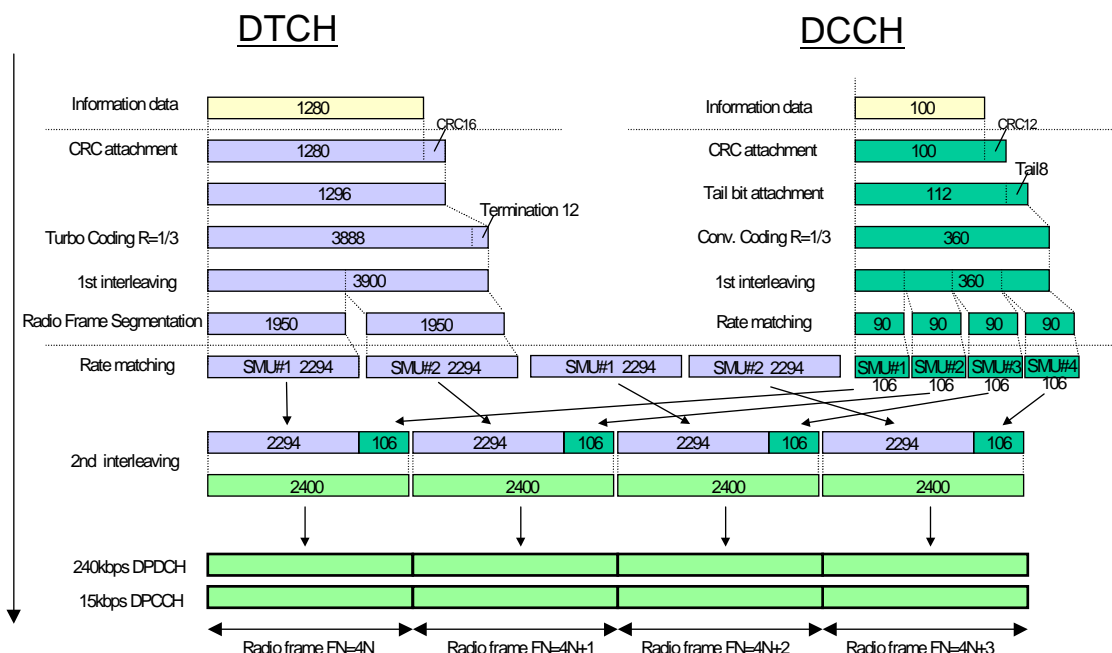 DTCH
DCCH
Information data
1280
Information data
100
CRC16
CRC12
CRC attachment
1280
CRC attachment
100
Tail8
1296
Tail bit attachment
112
Termination 12
Turbo Coding R=1/3
3888
Conv. Coding R=1/3
360
1st interleaving
3900
1st interleaving
360
Radio Frame Segmentation
1950
1950
Rate matching
90
90
90
90
Rate matching
SMU#1 2294
SMU#2 2294
SMU#1 2294
SMU#2 2294
SMU#1
106
SMU#2
106
SMU#3
106
SMU#4
106
2nd interleaving
2294
106
2294
106
2294
106
2294
106
2400
2400
2400
2400
240kbps DPDCH
15kbps DPCCH
Radio frame FN=4N
Radio frame FN=4N+1
Radio frame FN=4N+2
Radio frame FN=4N+3